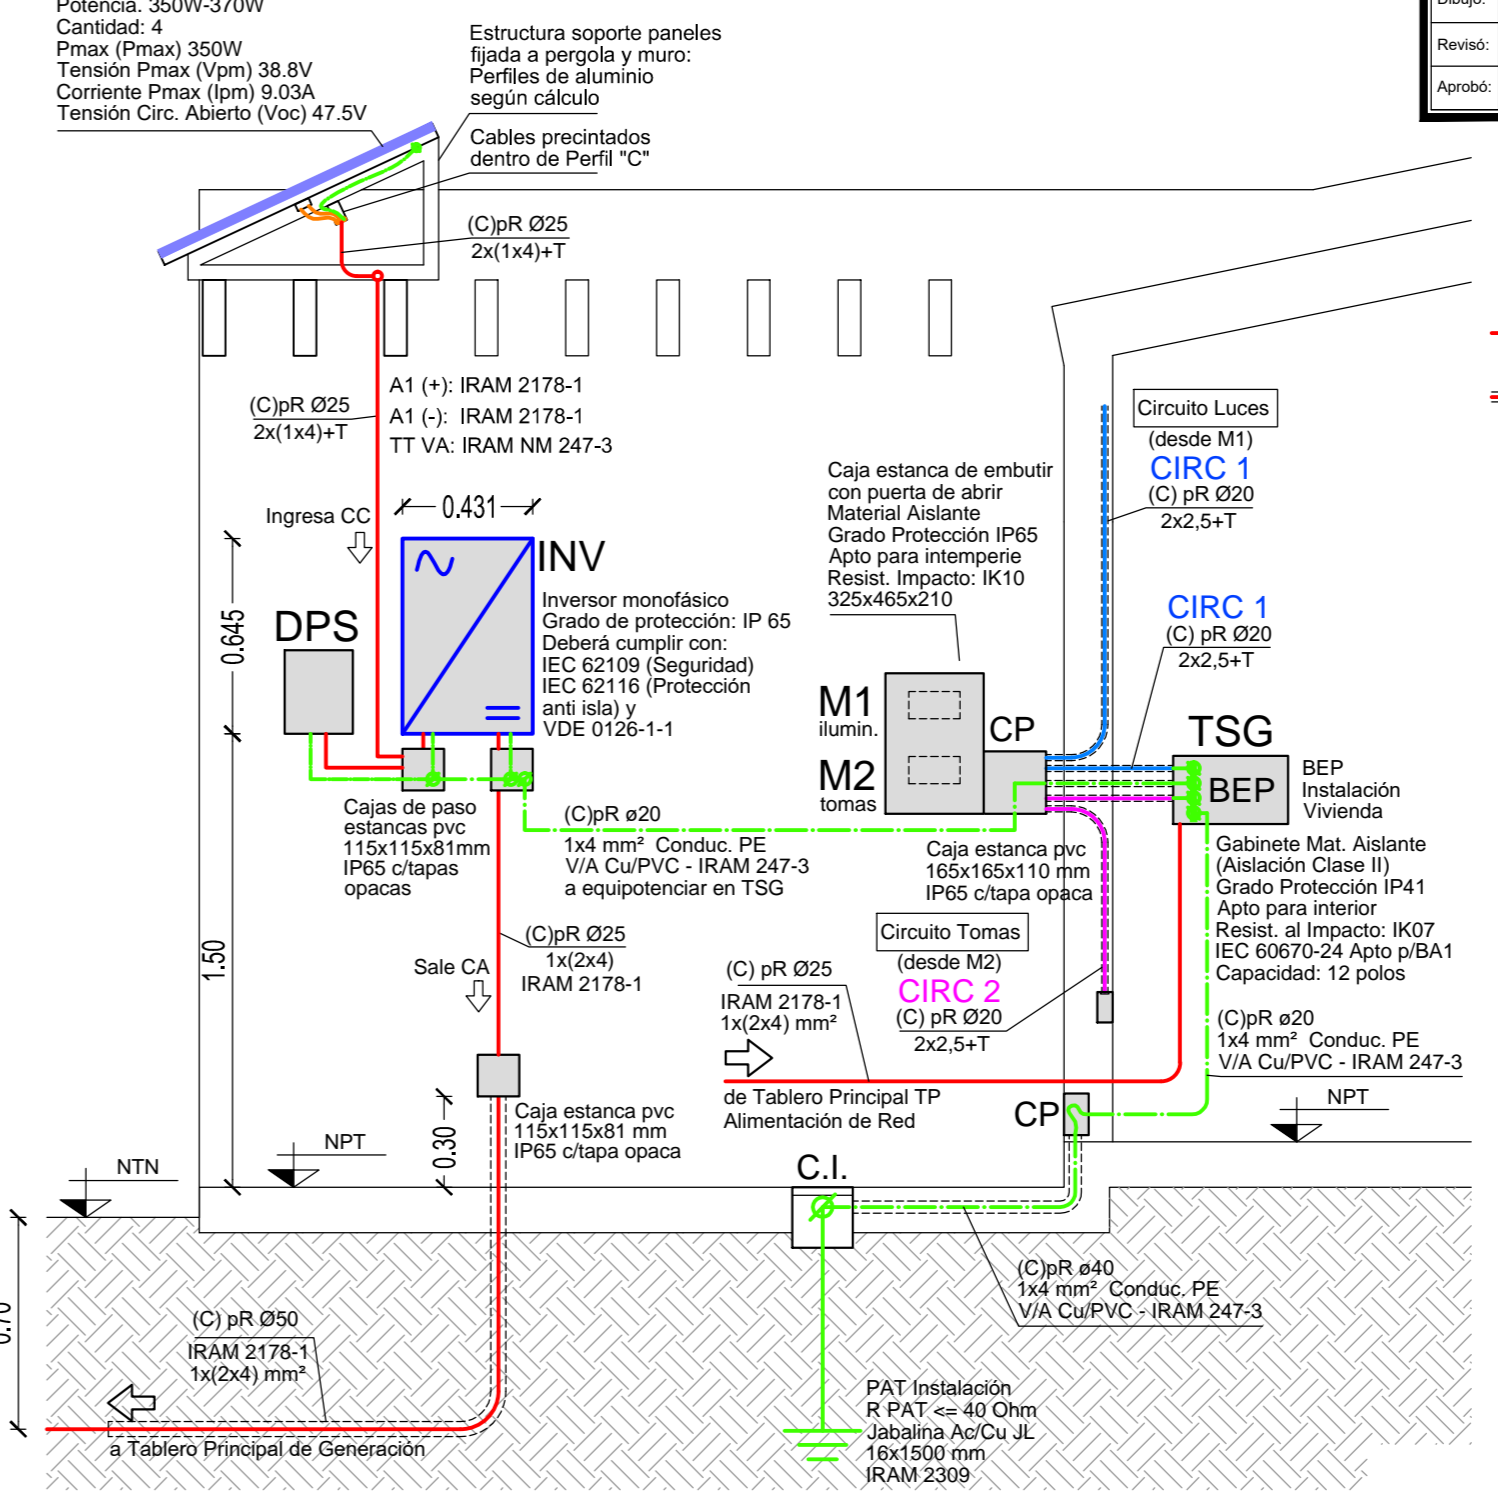 Potencia. 350W-370W
Cantidad: 4
Pmax (Pmax) 350W
Tensión Pmax (Vpm) 38.8V
Corriente Pmax (Ipm) 9.03A
Tensión Circ. Abierto (Voc) 47.5V
Estructura soporte paneles
fijada a pergola y muro:
Perfiles de aluminio
según cálculo
Cables precintados
dentro de Perfil "C"
(C)pR Ø25
2x(1x4)+T
Dibujo:
Revisó:
Aprobó:
(C)pR Ø25
2x(1x4)+T
A1 (+): IRAM 2178-1
A1 (-): IRAM 2178-1
TT VA: IRAM NM 247-3
Ingresa CC
0.431
0.645
INV
DPS
Inversor monofásico
Grado de protección: IP 65
Deberá cumplir con:
IEC 62109 (Seguridad)
IEC 62116 (Protección
anti isla) y
VDE 0126-1-1
Caja estanca de embutir
con puerta de abrir
Material Aislante
Grado Protección IP65
Apto para intemperie
Resist. Impacto: IK10
325x465x210
Circuito Luces
(desde M1)
CIRC 1
(C) pR Ø20
2x2,5+T
CIRC 1
(C) pR Ø20
2x2,5+T
M1
ilumin.
M2
tomas
CP
TSG
BEP
BEP
Instalación
Vivienda
Cajas de paso
estancas pvc
115x115x81mm
IP65 c/tapas
opacas
(C)pR ø20
1x4 mm² Conduc. PE
V/A Cu/PVC - IRAM 247-3
a equipotenciar en TSG
Caja estanca pvc
165x165x110 mm
IP65 c/tapa opaca
Gabinete Mat. Aislante
(Aislación Clase II)
Grado Protección IP41
Apto para interior
Resist. al Impacto: IK07
IEC 60670-24 Apto p/BA1
Capacidad: 12 polos
1.50
Sale CA
(C)pR Ø25
1x(2x4)
IRAM 2178-1
Circuito Tomas
(desde M2)
CIRC 2
(C) pR Ø20
2x2,5+T
(C) pR Ø25
IRAM 2178-1
1x(2x4) mm²
de Tablero Principal TP
Alimentación de Red
(C)pR ø20
1x4 mm² Conduc. PE
V/A Cu/PVC - IRAM 247-3
CP
NPT
Caja estanca pvc
115x115x81 mm
IP65 c/tapa opaca
0.30
NPT
NTN
C.I.
0.70
(C) pR Ø50
IRAM 2178-1
1x(2x4) mm²
a Tablero Principal de Generación
(C)pR ø40
1x4 mm² Conduc. PE
V/A Cu/PVC - IRAM 247-3
PAT Instalación
R PAT <= 40 Ohm
Jabalina Ac/Cu JL
16x1500 mm
IRAM 2309